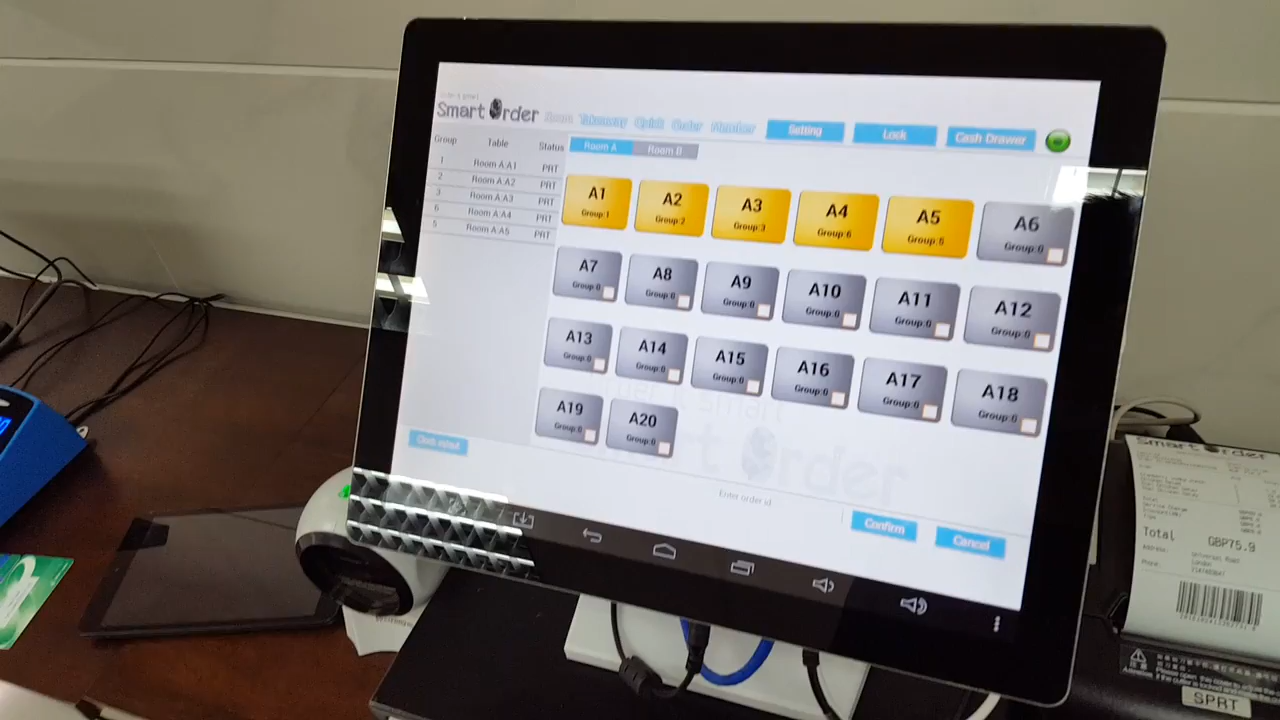 Smart Order
Takeaway Quick Order Member
Setting
Lock
Cash Drawer
Group Table Status
1 Room A:A1 PRT
2 Room A:A2 PRT
3 Room A:A3 PRT
6 Room A:A4 PRT
5 Room A:A5 PRT
Room A
Room B
A1
Group:1
A2
Group:2
A3
Group:3
A4
Group:6
A5
Group:5
A6
Group:0
A7
Group:0
A8
Group:0
A9
Group:0
A10
Group:0
A11
Group:0
A12
Group:0
A13
Group:0
A14
Group:0
A15
Group:0
A16
Group:0
A17
Group:0
A18
Group:0
A19
Group:0
A20
Group:0
Enter order id
Confirm
Cancel
Smart Order
Total GBP75.9
Address:
London
Phone:
SPRT